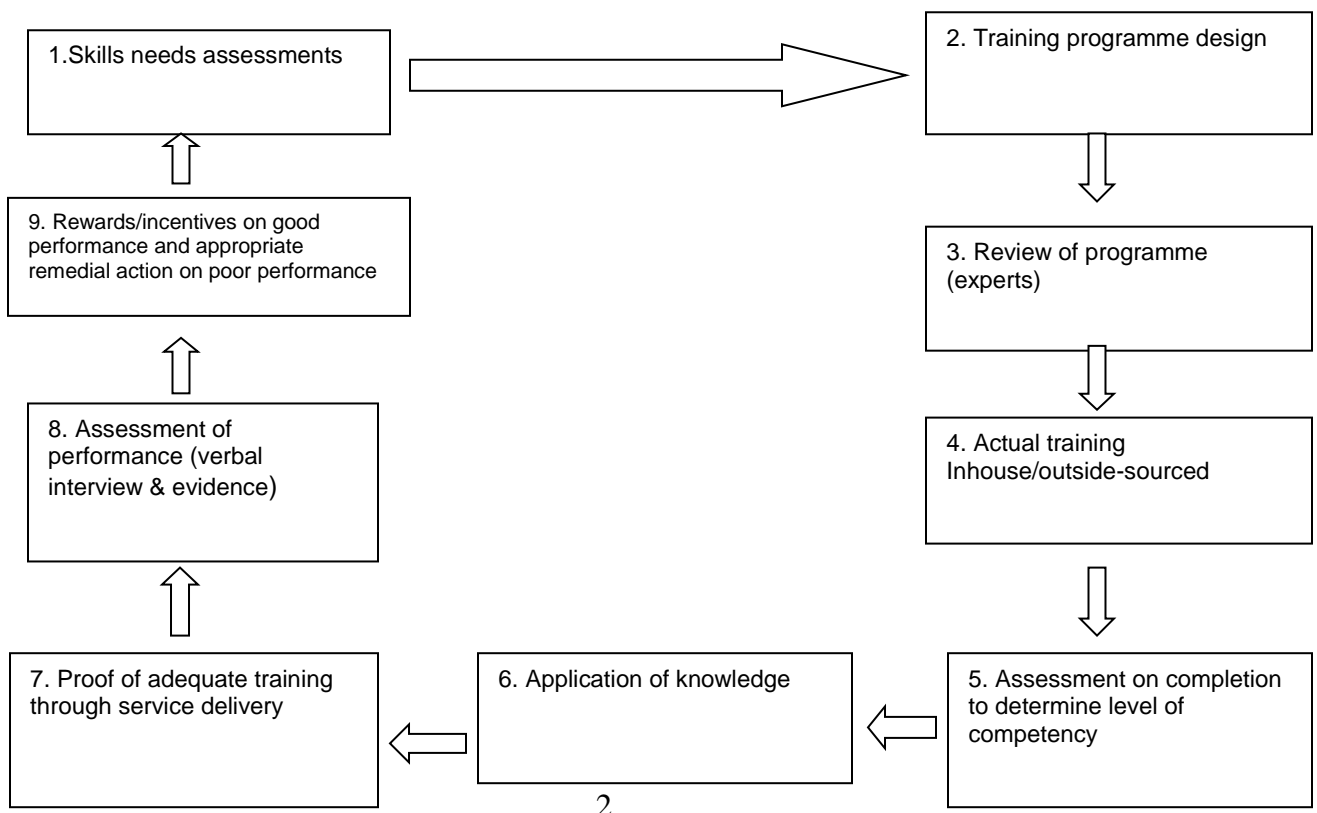 1.Skills needs assessments
2. Training programme design
3. Review of programme
(experts)
4. Actual training
Inhouse/outside-sourced
5. Assessment on completion
to determine level of
competency
6. Application of knowledge
7. Proof of adequate training
through service delivery
8. Assessment of
performance (verbal
interview & evidence)
9. Rewards/incentives on good
performance and appropriate
remedial action on poor performance
2